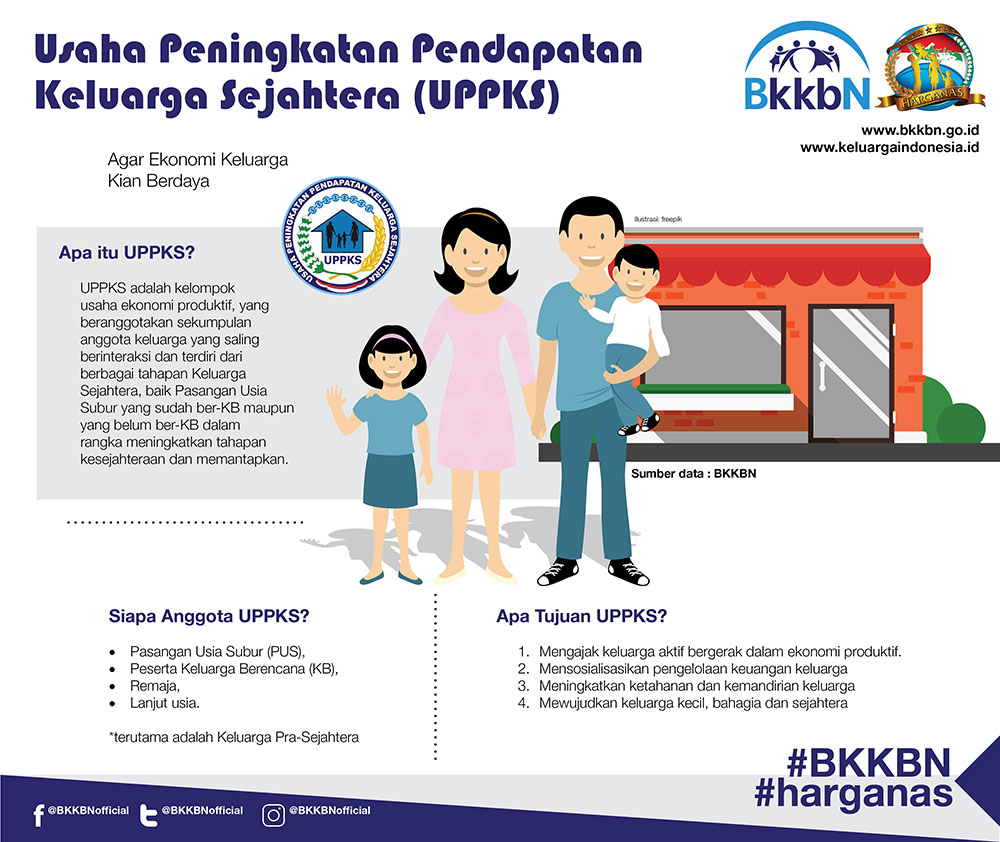 Usaha Peningkatan Pendapatan
Keluarga Sejahtera (UPPKS)
BkkbN
HARGANAS
www.bkkbn.go.id
www.keluargaindonesia.id
Agar Ekonomi Keluarga
Kian Berdaya
USAHA PENINGKATAN PENDAPATAN KELUARGA SEJAHTERA
UPPKS
Ilustrasi: freepik
Apa itu UPPKS?
UPPKS adalah kelompok
usaha ekonomi produktif, yang
beranggotakan sekumpulan
anggota keluarga yang saling
berinteraksi dan terdiri dari
berbagai tahapan Keluarga
Sejahtera, baik Pasangan Usia
Subur yang sudah ber-KB maupun
yang belum ber-KB dalam
rangka meningkatkan tahapan
kesejahteraan dan memantapkan.
Sumber data : BKKBN
Siapa Anggota UPPKS?
• Pasangan Usia Subur (PUS),
• Peserta Keluarga Berencana (KB),
• Remaja,
• Lanjut usia.
*terutama adalah Keluarga Pra-Sejahtera
Apa Tujuan UPPKS?
1. Mengajak keluarga aktif bergerak dalam ekonomi produktif.
2. Mensosialisasikan pengelolaan keuangan keluarga
3. Meningkatkan ketahanan dan kemandirian keluarga
4. Mewujudkan keluarga kecil, bahagia dan sejahtera
#BKKBN
#harganas
@BKKBNofficial
@BKKBNofficial
@BKKBNofficial